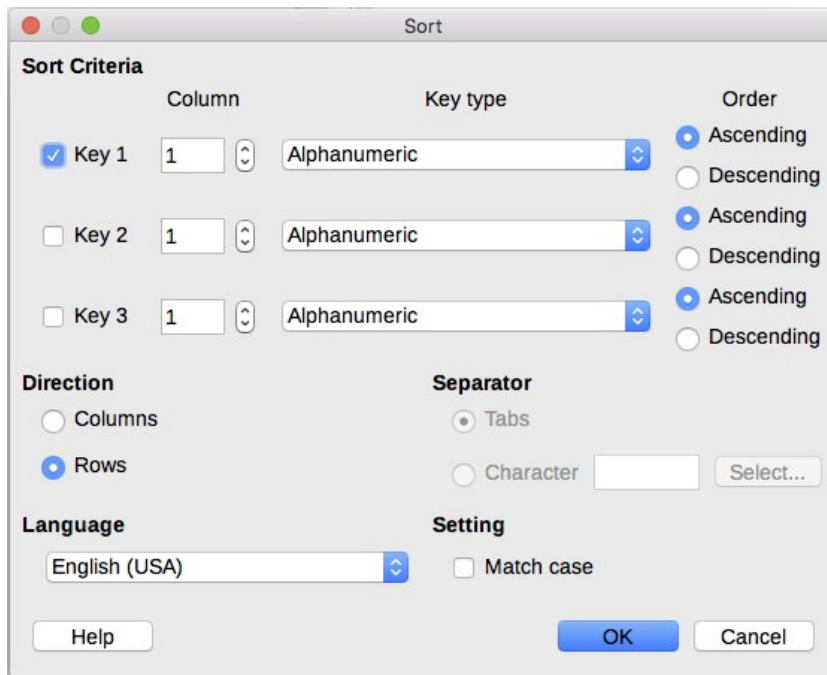 Sort
Sort Criteria
Column Key type Order
Key 1 1 Alphanumeric Ascending
Descending
Key 2 1 Alphanumeric Ascending
Descending
Key 3 1 Alphanumeric Ascending
Descending
Direction Separator
Columns Tabs
Rows Character Select...
Language Setting
English (USA) Match case
Help OK Cancel